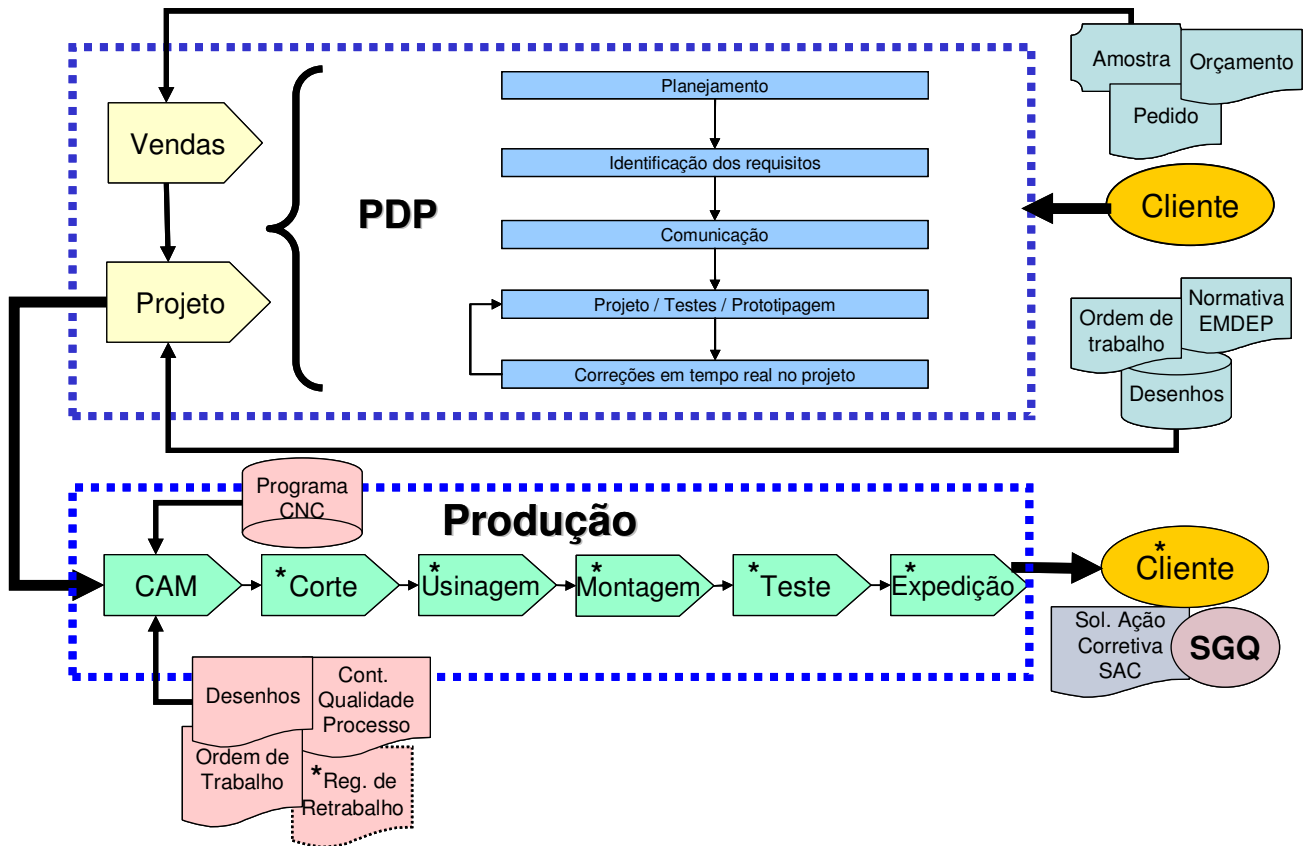 Amostra
Orçamento
Pedido
Planejamento
Vendas
Identificação dos requisitos
PDP
Cliente
Comunicação
Projeto
Projeto / Testes / Prototipagem
Normativa
EMDEP
Ordem de
trabalho
Correções em tempo real no projeto
Desenhos
Programa
CNC
Produção
CAM
*Corte
*Usinagem
*Montagem
*Teste
*Expedição
*Cliente
Sol. Ação
Corretiva
SAC
SGQ
Desenhos
Cont.
Qualidade
Processo
Ordem de
Trabalho
*Reg. de
Retrabalho